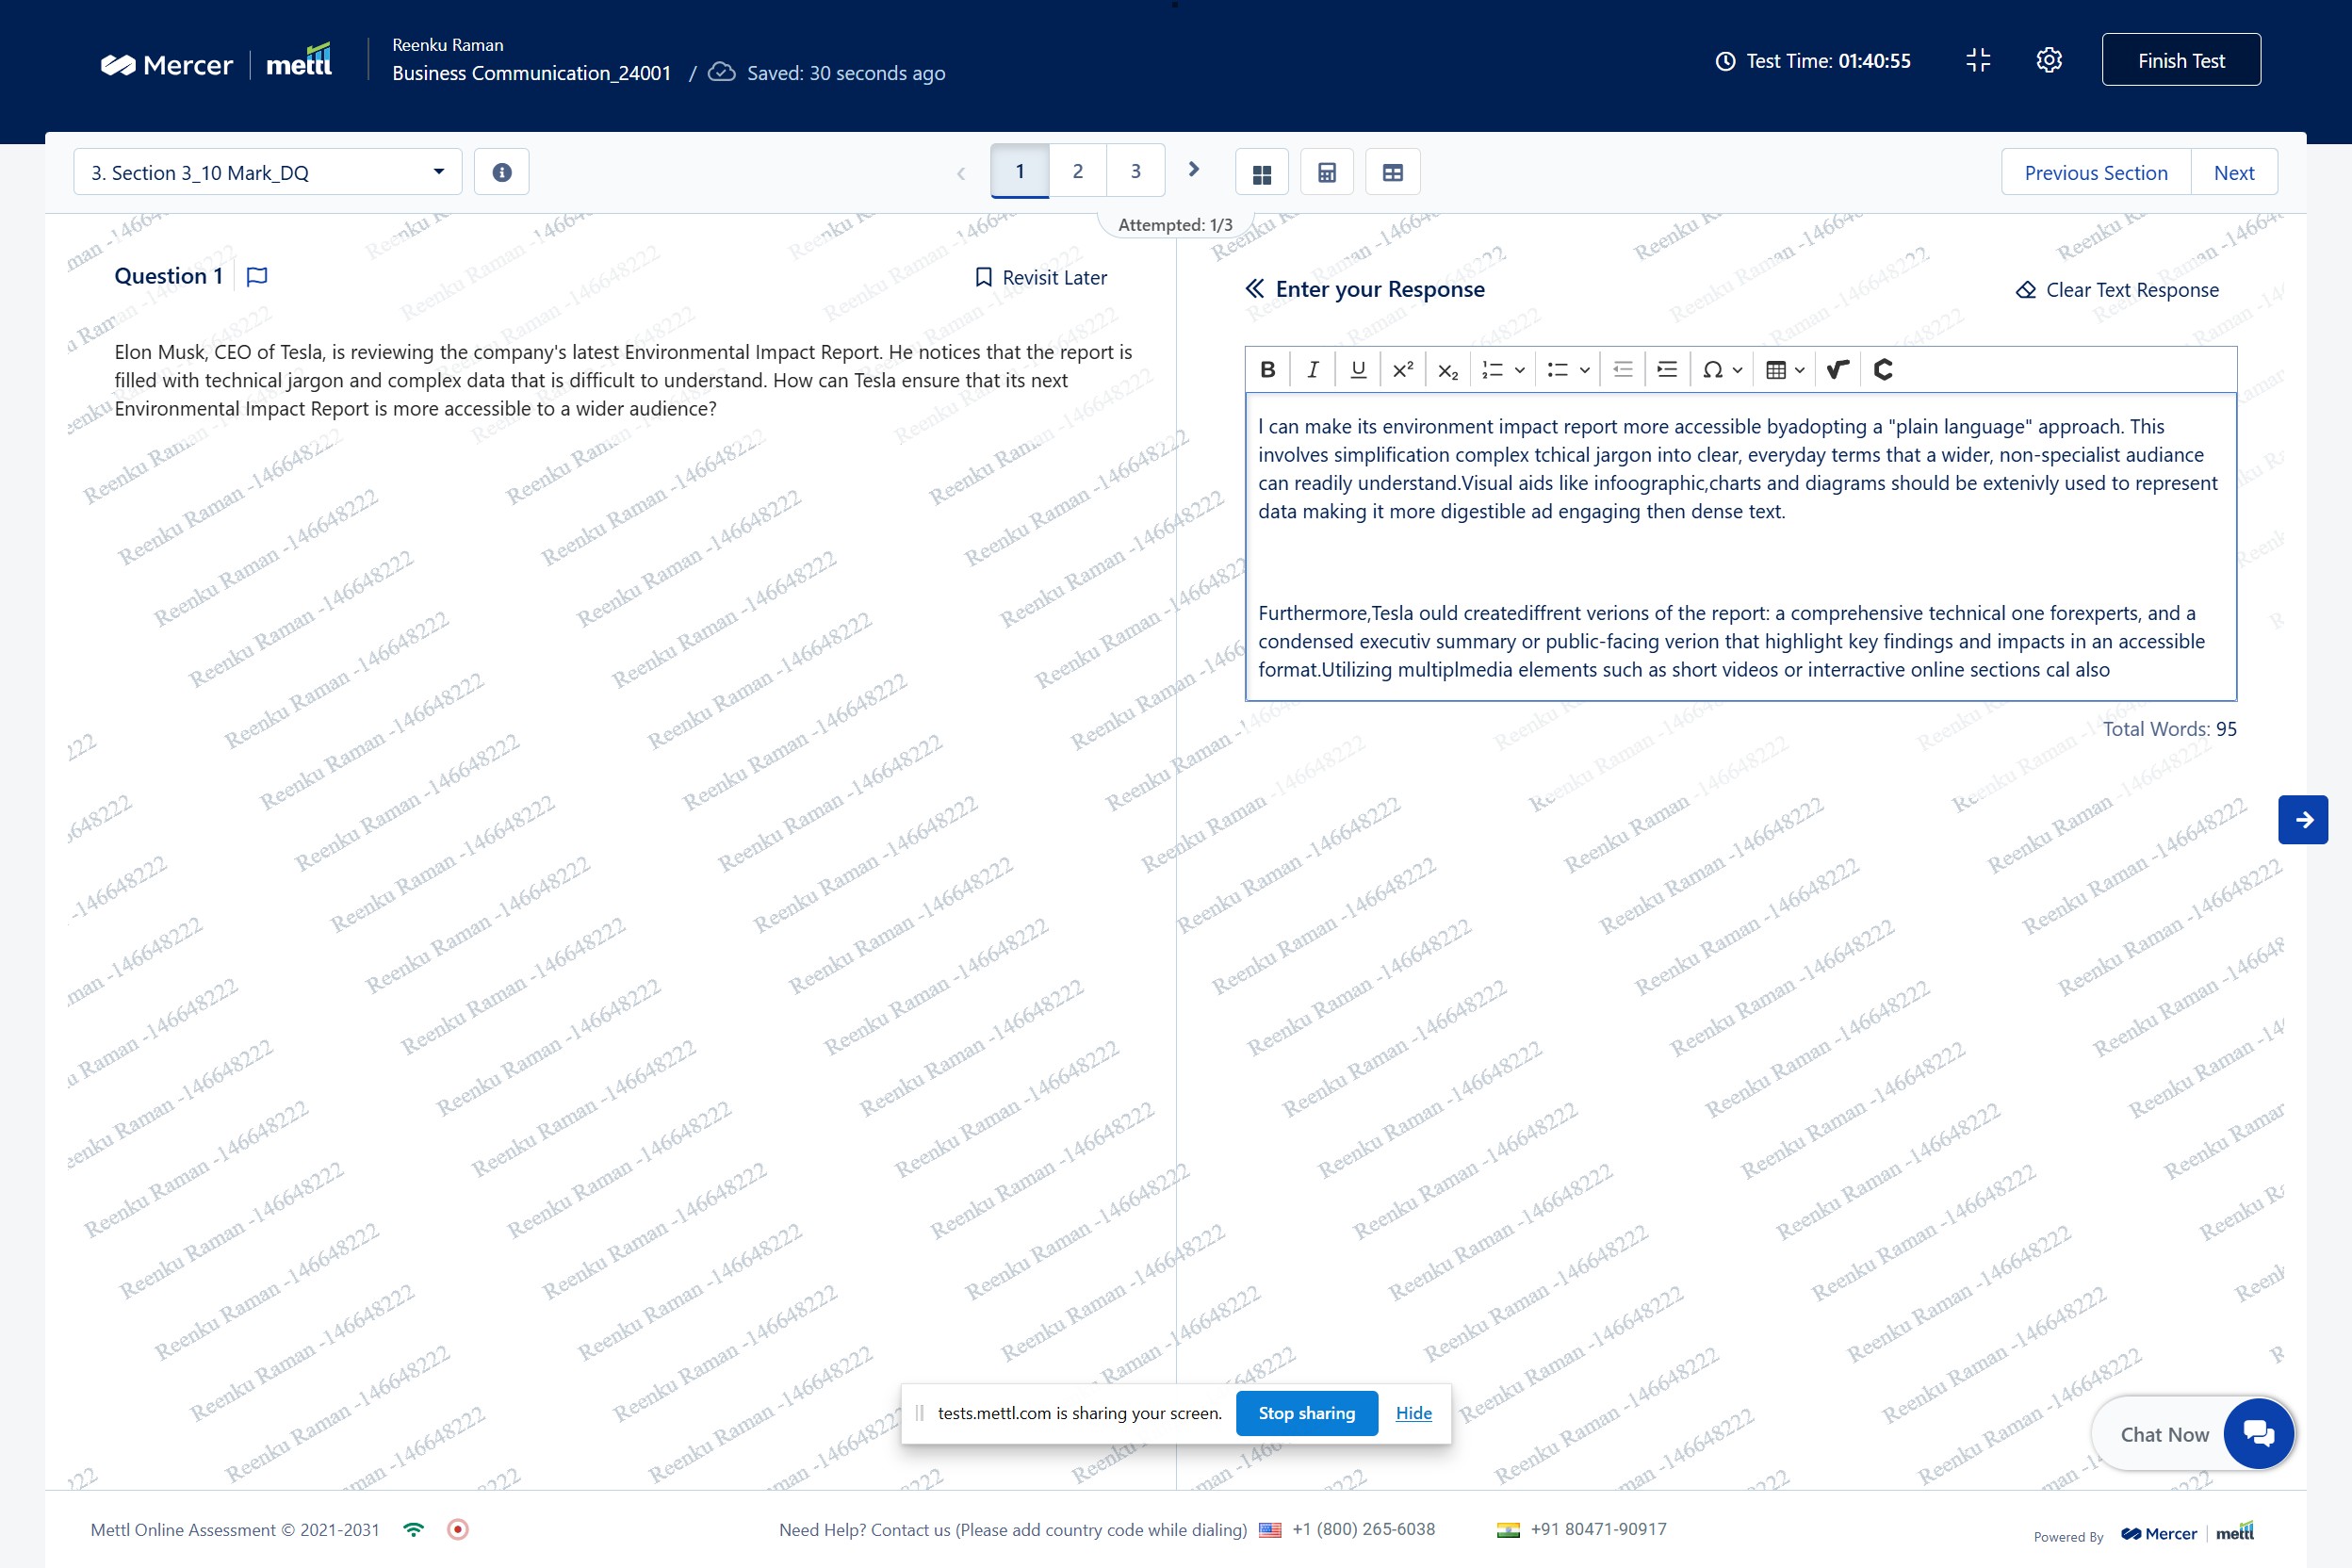 Mercer | mettl
Reenku Raman
Business Communication_24001 / Saved: 30 seconds ago
Test Time: 01:40:55
Finish Test
3. Section 3_10 Mark_DQ
1 2 3
Previous Section Next
Attempted: 1/3
Question 1
Revisit Later
Elon Musk, CEO of Tesla, is reviewing the company's latest Environmental Impact Report. He notices that the report is
filled with technical jargon and complex data that is difficult to understand. How can Tesla ensure that its next
Environmental Impact Report is more accessible to a wider audience?
Enter your Response
Clear Text Response
I can make its environment impact report more accessible byadopting a "plain language" approach. This
involves simplification complex tchical jargon into clear, everyday terms that a wider, non-specialist audiance
can readily understand.Visual aids like infoographic,charts and diagrams should be extenivly used to represent
data making it more digestible ad engaging then dense text.
Furthermore,Tesla ould creatediffrent verions of the report: a comprehensive technical one forexperts, and a
condensed executiv summary or public-facing verion that highlight key findings and impacts in an accessible
format.Utilizing multiplmedia elements such as short videos or interractive online sections cal also
Total Words: 95
Reenku Raman -146648222
tests.mettl.com is sharing your screen. Stop sharing Hide
Chat Now
Mettl Online Assessment © 2021-2031
Need Help? Contact us (Please add country code while dialing) +1 (800) 265-6038 +91 80471-90917
Powered By Mercer | mettl